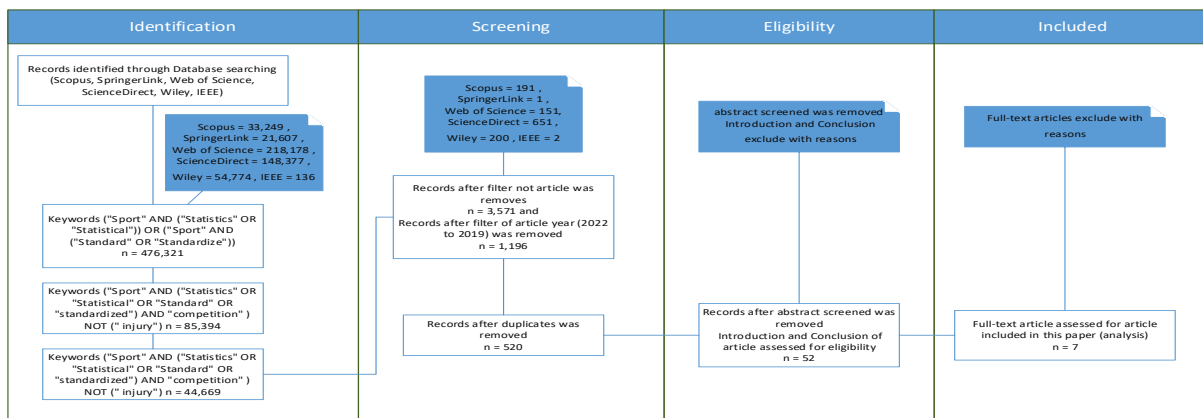 Identification
Screening
Eligibility
Included
Records identified through Database searching
(Scopus, SpringerLink, Web of Science,
ScienceDirect, Wiley, IEEE)
Scopus = 33,249 ,
SpringerLink = 21,607 ,
Web of Science = 218,178 ,
ScienceDirect = 148,377 ,
Wiley = 54,774 , IEEE = 136
Keywords ("Sport" AND ("Statistics" OR
"Statistical")) OR ("Sport" AND
("Standard" OR "Standardize"))
n = 476,321
Keywords ("Sport" AND ("Statistics" OR
"Statistical" OR "Standard" OR
"standardized") AND "competition" )
NOT (" injury") n = 85,394
Keywords ("Sport" AND ("Statistics" OR
"Statistical" OR "Standard" OR
"standardized") AND "competition" )
NOT (" injury") n = 44,669
Scopus = 191 ,
SpringerLink = 1 ,
Web of Science = 151,
ScienceDirect = 651,
Wiley = 200 , IEEE = 2
Records after filter not article was
removes
n = 3,571 and
Records after filter of article year (2022
to 2019) was removed
n = 1,196
Records after duplicates was
removed
n = 520
abstract screened was removed
Introduction and Conclusion
exclude with reasons
Records after abstract screened was
removed
Introduction and Conclusion of
article assessed for eligibility
n = 52
Full-text articles exclude with
reasons
Full-text article assessed for article
included in this paper (analysis)
n = 7